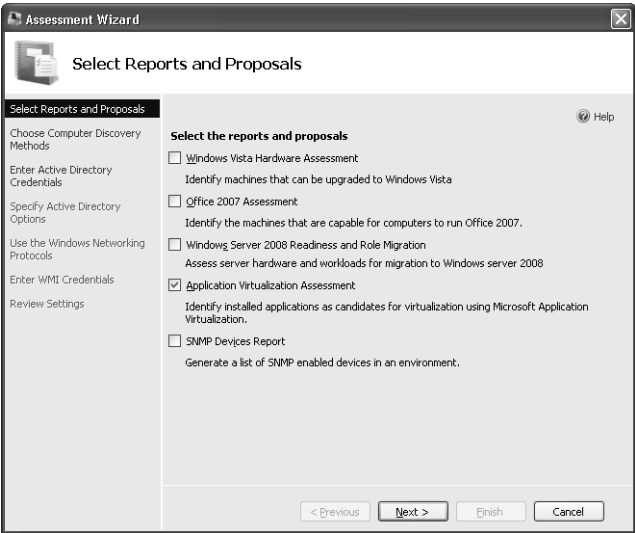 Assessment Wizard
Select Reports and Proposals
Select Reports and Proposals
Choose Computer Discovery
Methods
Enter Active Directory
Credentials
Specify Active Directory
Options
Use the Windows Networking
Protocols
Enter WMI Credentials
Review Settings
Help
Select the reports and proposals
Windows Vista Hardware Assessment
Identify machines that can be upgraded to Windows Vista
Office 2007 Assessment
Identify the machines that are capable for computers to run Office 2007.
Windows Server 2008 Readiness and Role Migration
Assess server hardware and workloads for migration to Windows server 2008
Application Virtualization Assessment
Identify installed applications as candidates for virtualization using Microsoft Application
Virtualization.
SNMP Devices Report
Generate a list of SNMP enabled devices in an environment.
< Previous
Next >
Finish
Cancel